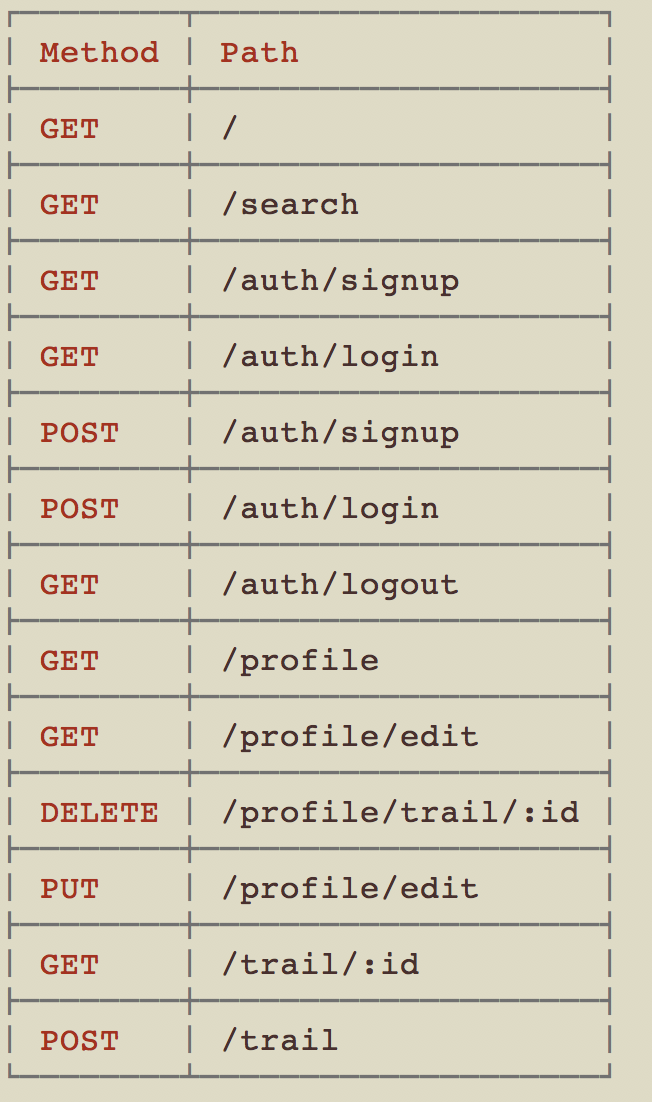 Method Path
GET /
GET /search
GET /auth/signup
GET /auth/login
POST /auth/signup
POST /auth/login
GET /auth/logout
GET /profile
GET /profile/edit
DELETE /profile/trail/:id
PUT /profile/edit
GET /trail/:id
POST /trail